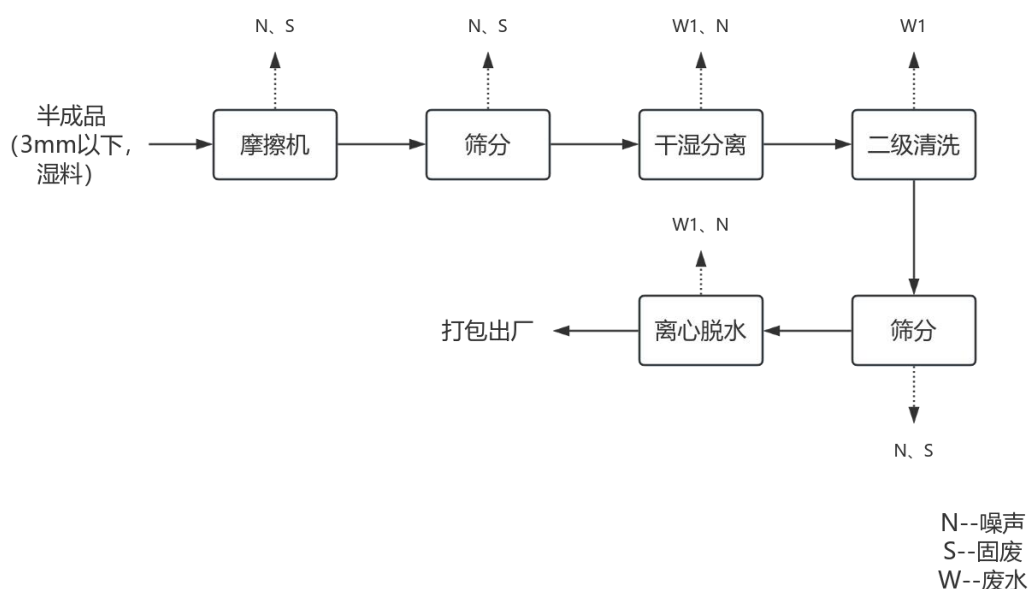 N、S
N、S
W1、N
W1
半成品
(3mm以下,
湿料)
摩擦机
筛分
干湿分离
二级清洗
W1、N
打包出厂
离心脱水
筛分
N、S
N--噪声
S--固废
W--废水